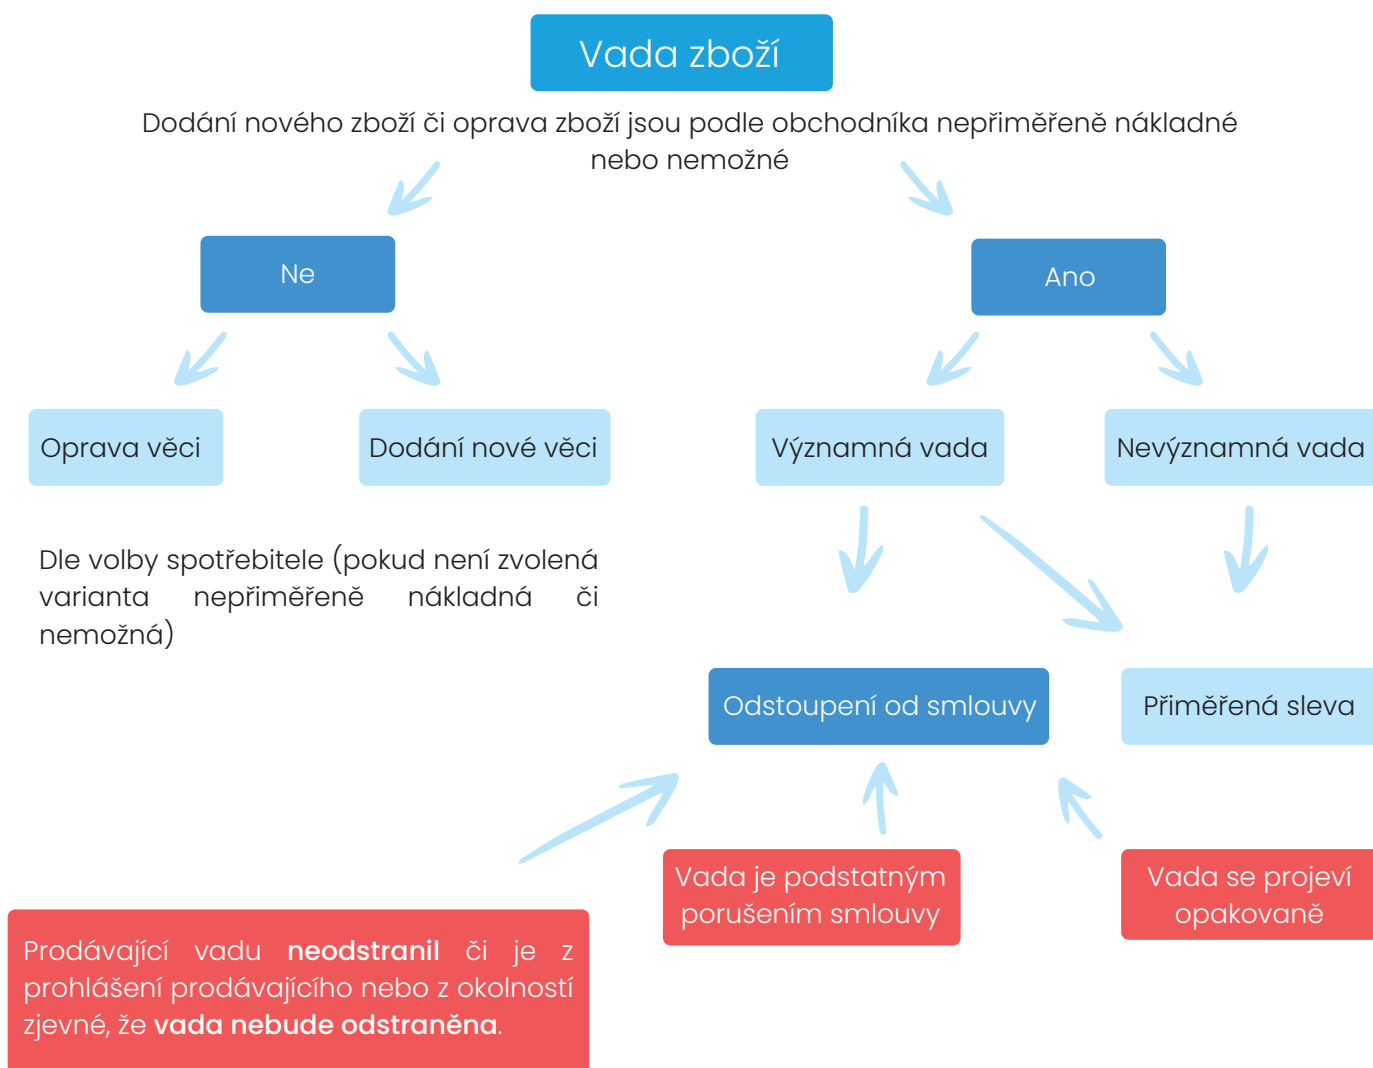 Vada zboží
Dodání nového zboží či oprava zboží jsou podle obchodníka nepřiměřeně nákladné
nebo nemožné
Ne
Ano
Oprava věci
Dodání nové věci
Významná vada
Nevýznamná vada
Dle volby spotřebitele (pokud není zvolená
varianta nepřiměřeně nákladná či
nemožná)
Odstoupení od smlouvy
Přiměřená sleva
Vada je podstatným
porušením smlouvy
Vada se projeví
opakovaně
Prodávající vadu neodstranil či je z
prohlášení prodávajícího nebo z okolností
zjevné, že vada nebude odstraněna.